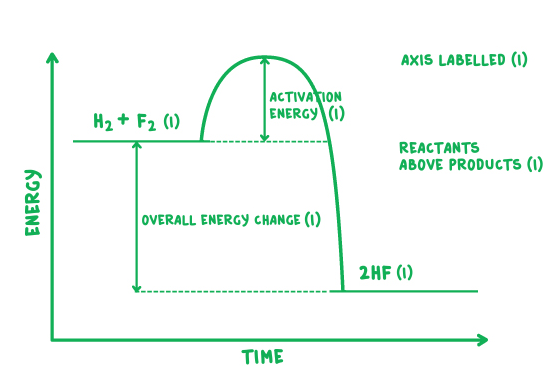 AXIS LABELLED (1)
ACTIVATION
ENERGY (1)
H₂ + F₂ (1)
REACTANTS
ABOVE PRODUCTS (1)
ENERGY
OVERALL ENERGY CHANGE (1)
2HF (1)
TIME